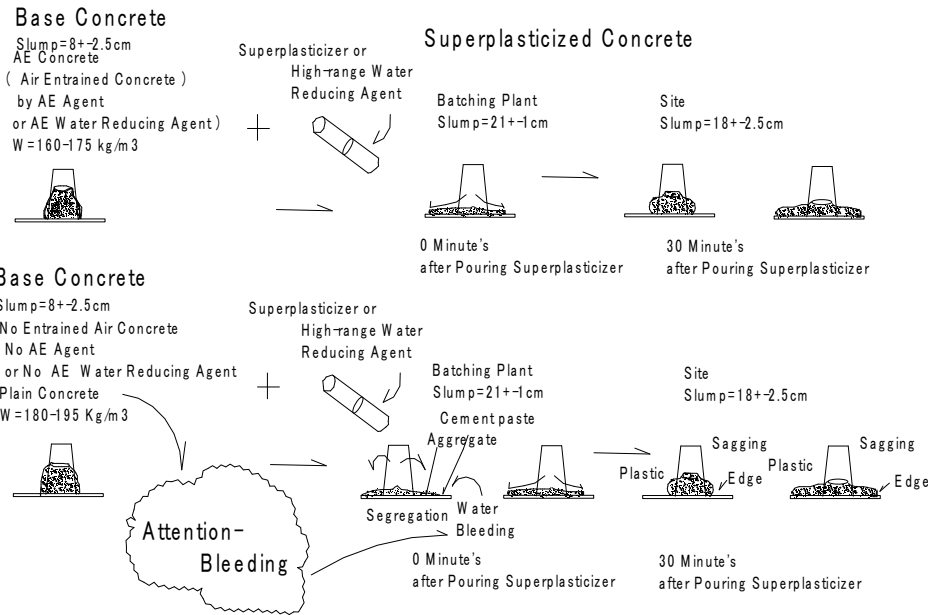 Base Concrete
Slump=8+-2.5cm
AE Concrete
( Air Entrained Concrete )
by AE Agent
or AE Water Reducing Agent)
W=160-175 kg/m3
+
Superplasticizer or
High-range Water
Reducing Agent
Superplasticized Concrete
Batching Plant
Slump=21+-1cm
Site
Slump=18+-2.5cm
0 Minute's
after Pouring Superplasticizer
30 Minute's
after Pouring Superplasticizer
Base Concrete
Slump=8+-2.5cm
No Entrained Air Concrete
No AE Agent
or No AE Water Reducing Agent
Plain Concrete
W=180-195 Kg/m3
+
Superplasticizer or
High-range Water
Reducing Agent
Batching Plant
Slump=21+-1cm
Cement paste
Aggregate
Site
Slump=18+-2.5cm
Segregation
Water
Bleeding
Plastic
Sagging
Edge
Plastic
Sagging
Edge
Attention-
Bleeding
0 Minute's
after Pouring Superplasticizer
30 Minute's
after Pouring Superplasticizer